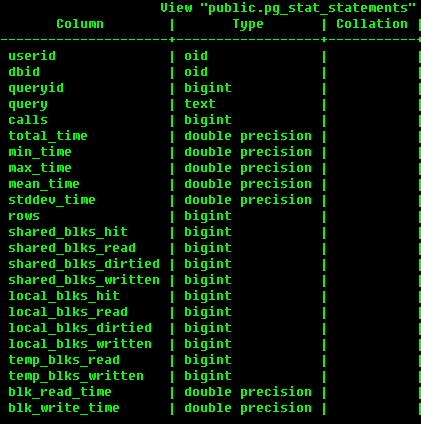 View "public.pg_stat_statements"
Column | Type | Collation |
---------------------+------------------+-----------+
userid | oid | |
dbid | oid | |
queryid | bigint | |
query | text | |
calls | bigint | |
total_time | double precision | |
min_time | double precision | |
max_time | double precision | |
mean_time | double precision | |
stddev_time | double precision | |
rows | bigint | |
shared_blks_hit | bigint | |
shared_blks_read | bigint | |
shared_blks_dirtied | bigint | |
shared_blks_written | bigint | |
local_blks_hit | bigint | |
local_blks_read | bigint | |
local_blks_dirtied | bigint | |
local_blks_written | bigint | |
temp_blks_read | bigint | |
temp_blks_written | bigint | |
blk_read_time | double precision | |
blk_write_time | double precision | |